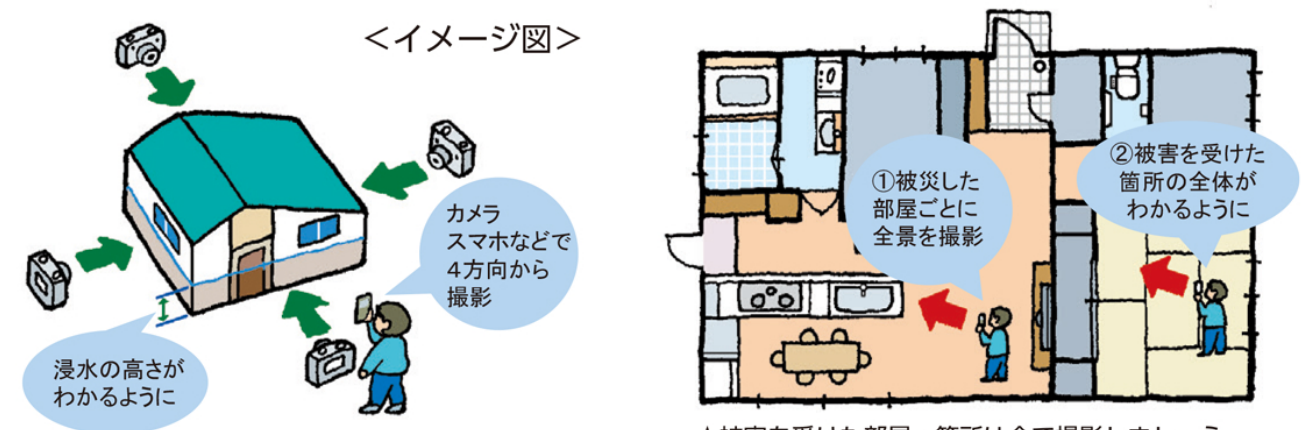 <イメージ図>
カメラ
スマホなどで
4方向から
撮影
浸水の高さが
わかるように
①被災した
部屋ごとに
全景を撮影
②被害を受けた
箇所の全体が
わかるように